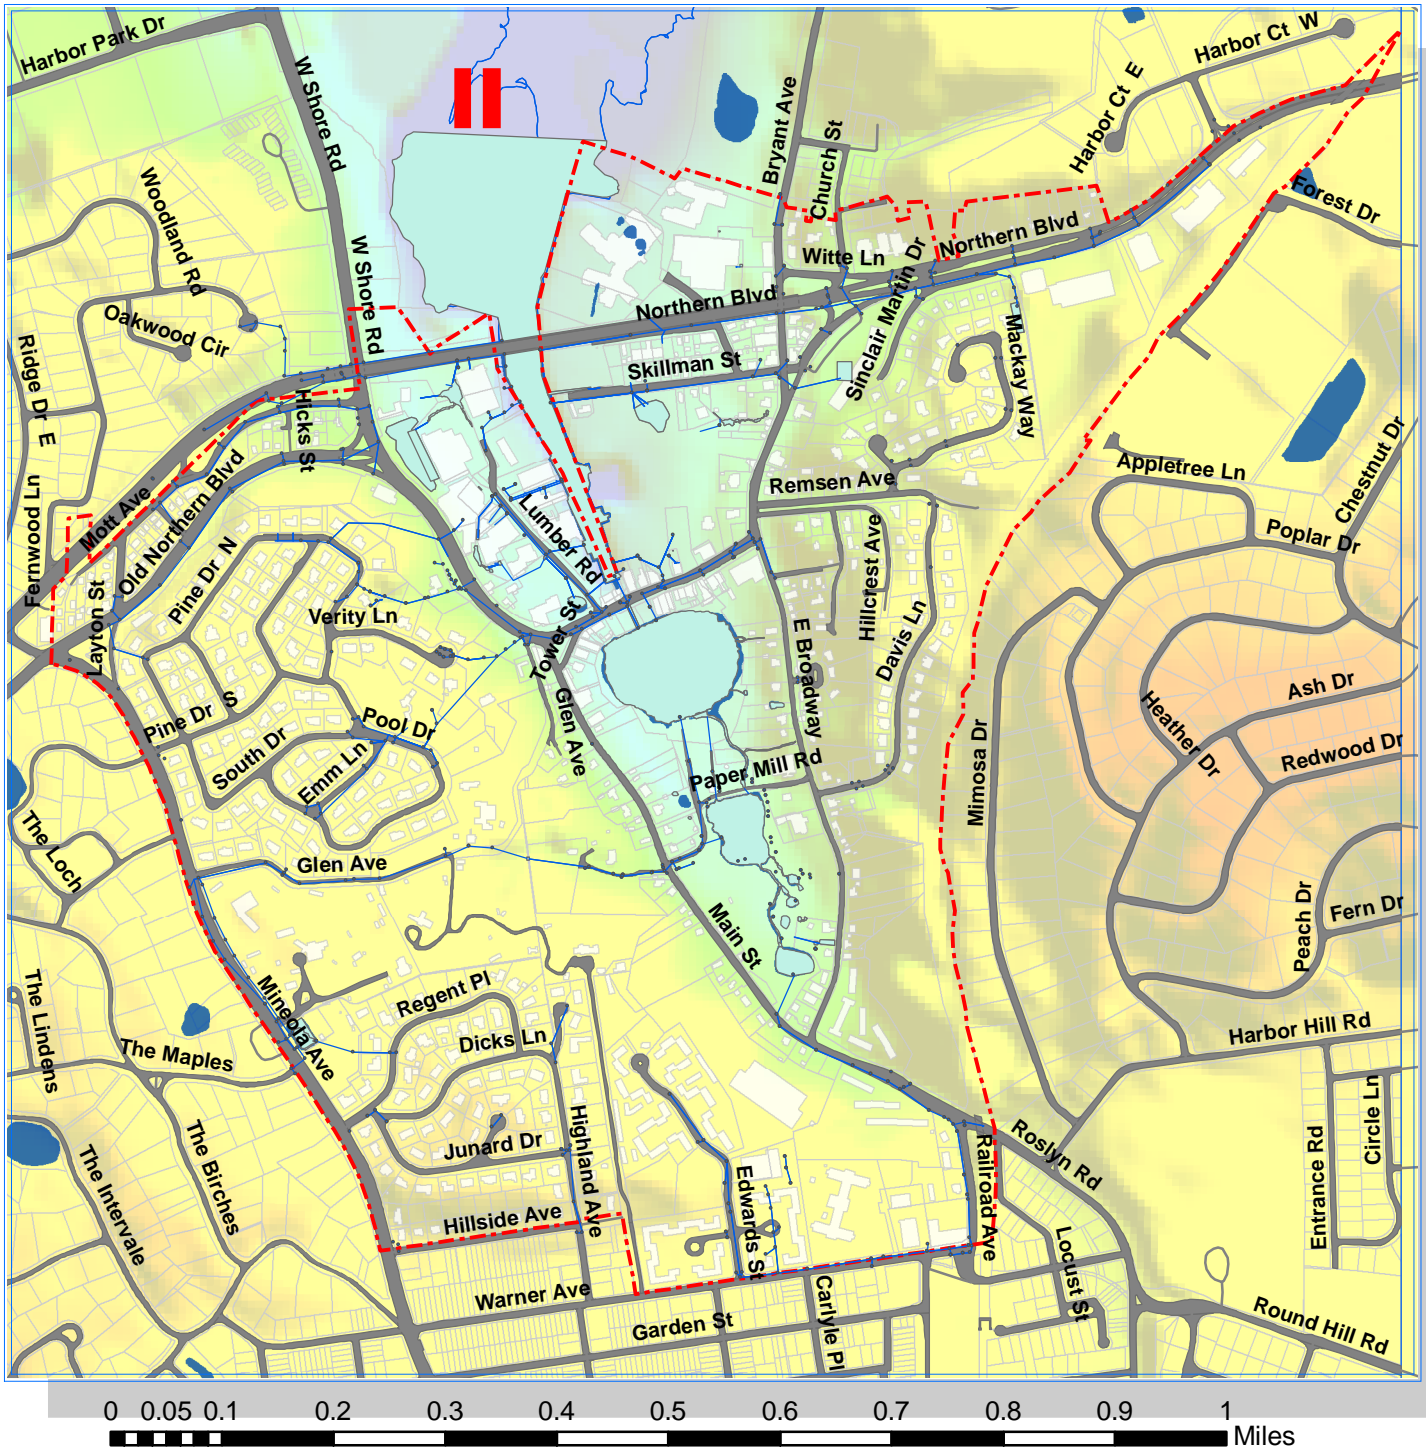 Harbor Park Dr
W Shore Rd
II
Bryant Ave
Church St
Harbor Ct W
Harbor Ct E
Forest Dr
Woodland Rd
W Shore Rd
Oakwood Cir
Ridge Dr E
Witte Ln
Northern Blvd
Northern Blvd
Sinclair Martin Dr
Skillman St
Mackay Way
Hicks St
Fernwood Ln
Mott Ave
Old Northern Blvd
Remsen Ave
Appletree Ln
Chestnut Dr
Poplar Dr
Lumber Rd
Pine Dr N
Layton St
Verity Ln
Tower St
Hillcrest Ave
Davis Ln
E Broadway
Pine Dr S
South Dr
Pool Dr
Emm Ln
Glen Ave
Paper Mill Rd
Mimosa Dr
Heather Dr
Ash Dr
Redwood Dr
The Loch
Glen Ave
Main St
Peach Dr
Fern Dr
The Lindens
Mineola Ave
Regent Pl
Dicks Ln
The Maples
Harbor Hill Rd
Junard Dr
Highland Ave
The Birches
The Intervale
Hillside Ave
Edwards St
Railroad Ave
Roslyn Rd
Locust St
Entrance Rd
Circle Ln
Warner Ave
Garden St
Carlyle Pl
Round Hill Rd
0 0.05 0.1 0.2 0.3 0.4 0.5 0.6 0.7 0.8 0.9 1
Miles